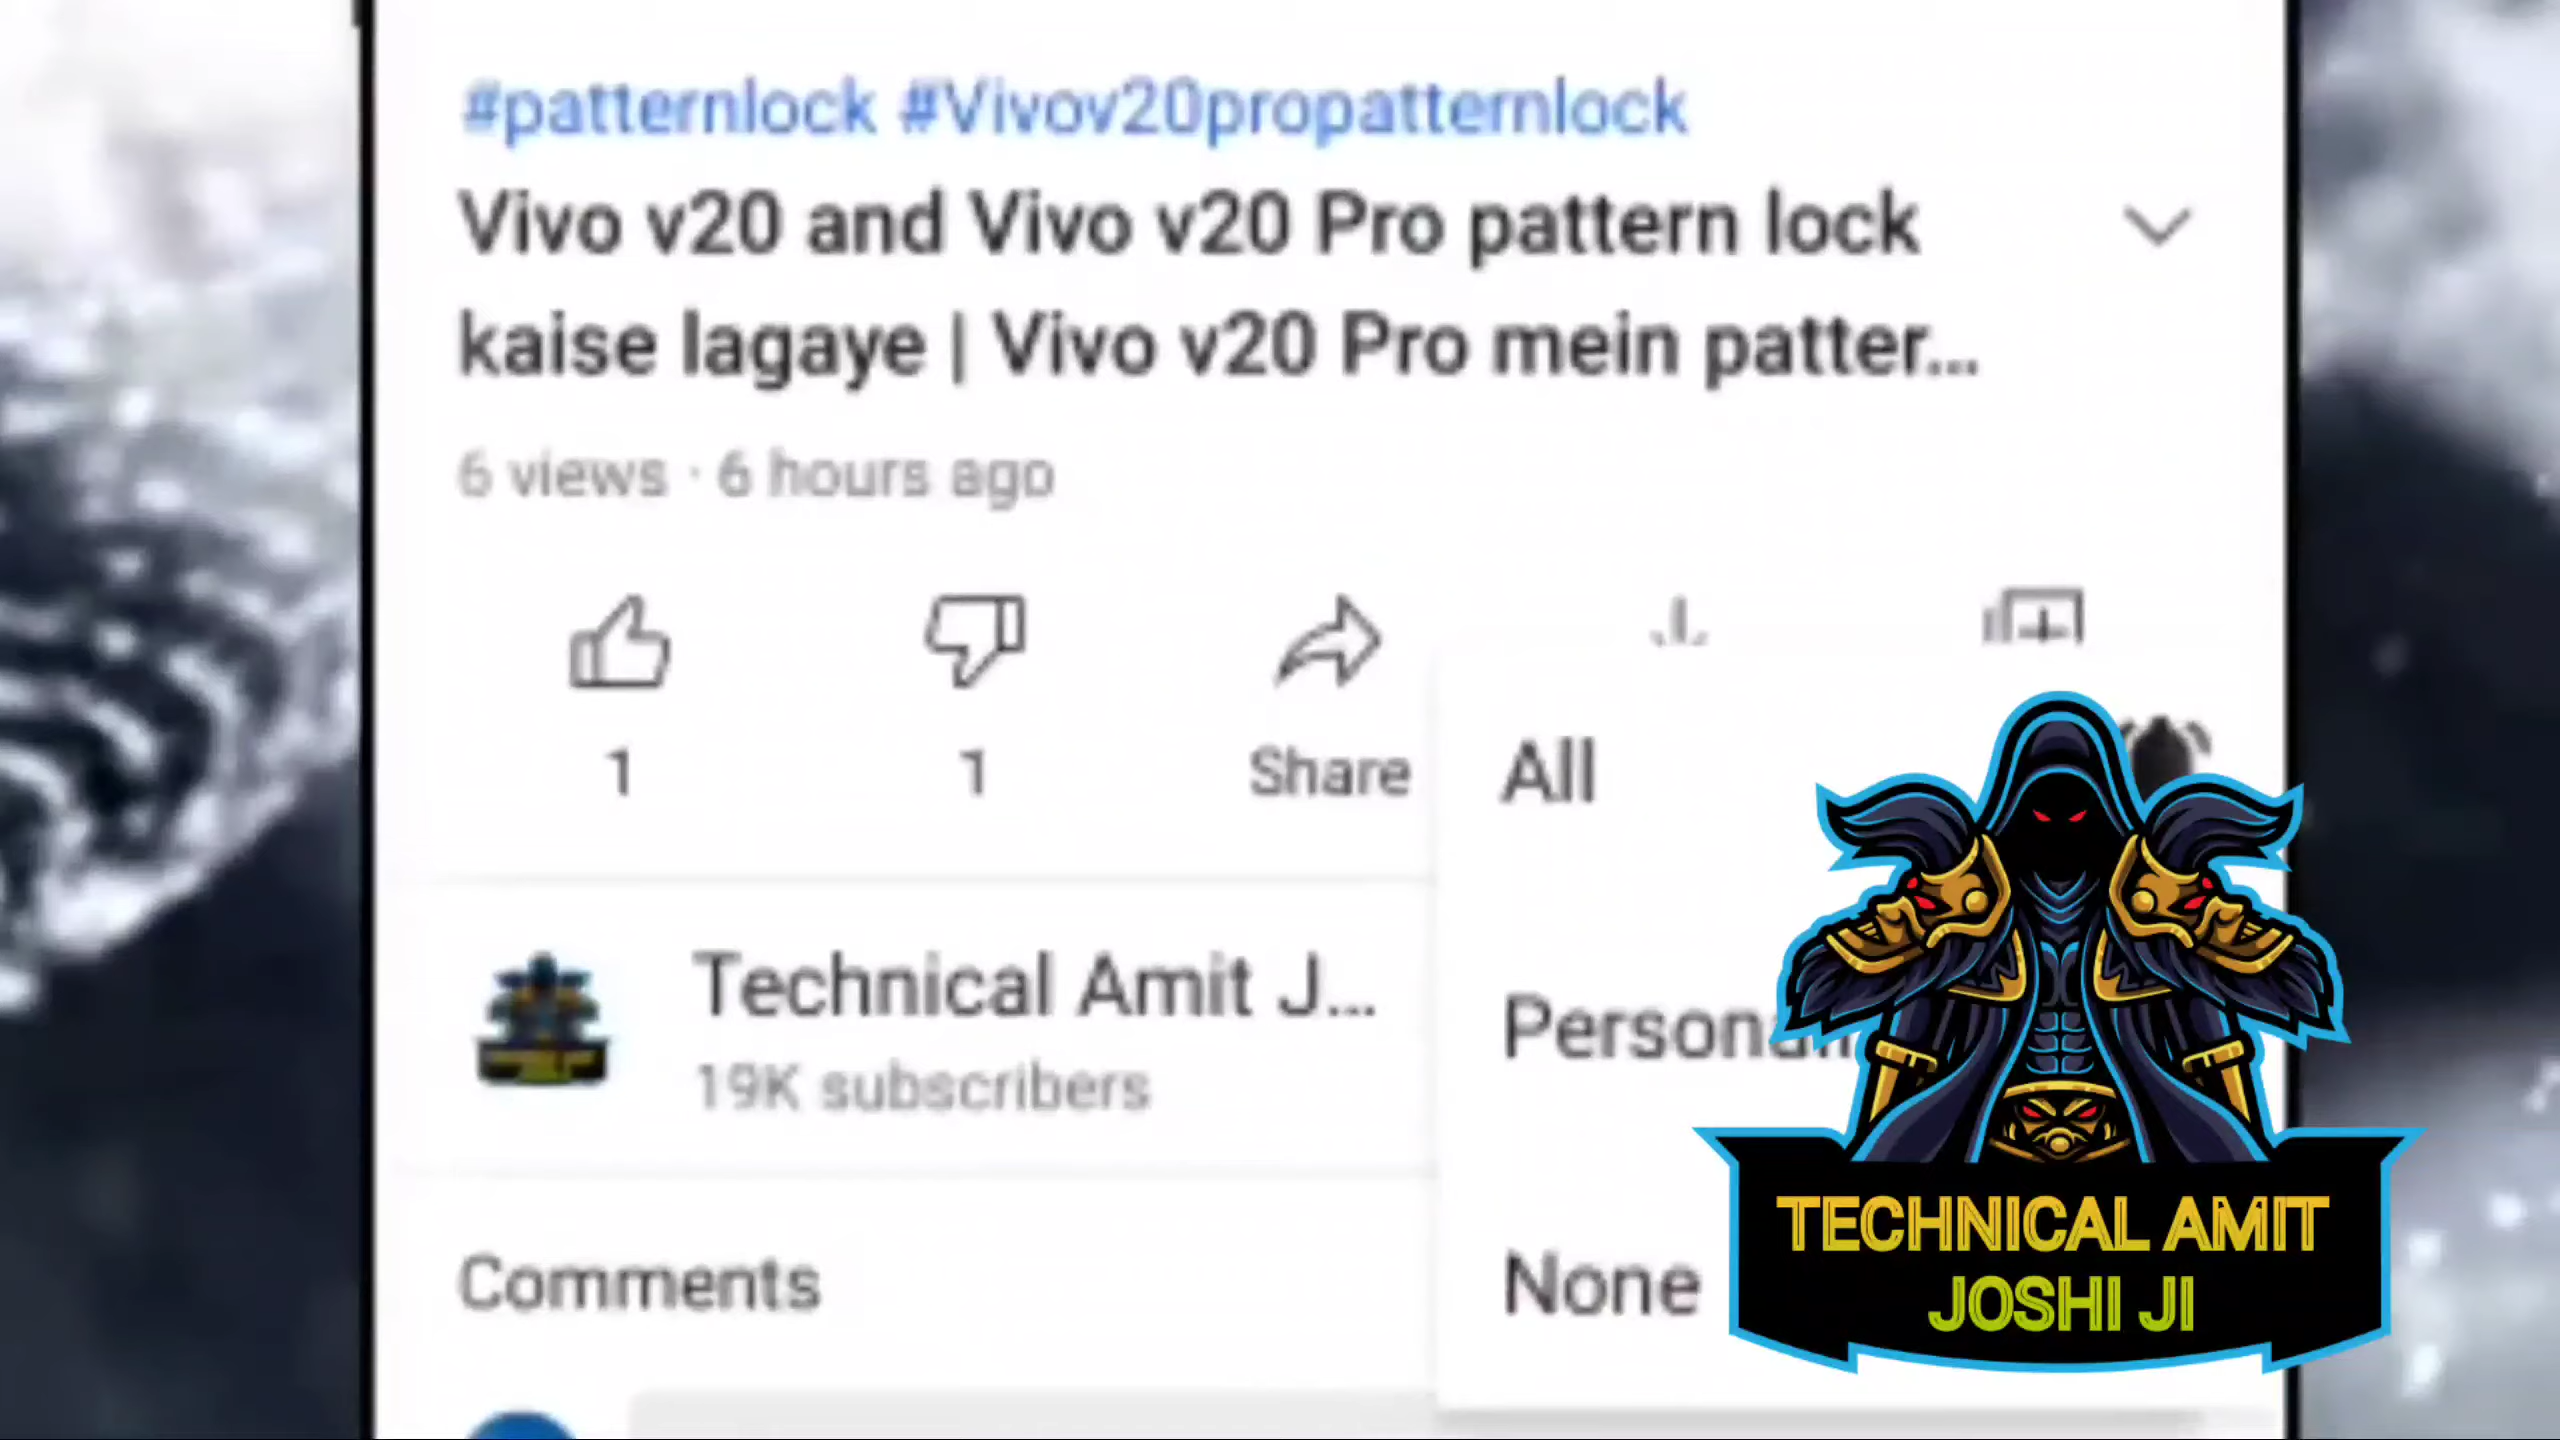 #patternlock #Vivov20propatternlock
Vivo v20 and Vivo v20 Pro pattern lock
kaise lagaye | Vivo v20 Pro mein patter...
6 views · 6 hours ago
1
1
Share
All
Technical Amit J...
19K subscribers
Comments
None
TECHNICAL AMIT
JOSHI JI